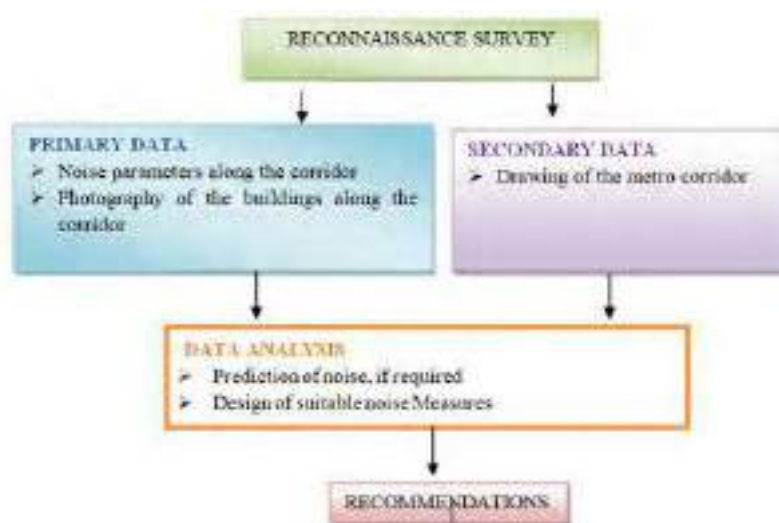 RECONNAISSANCE SURVEY
PRIMARY DATA
➢ Noise parameters along the corridor
➢ Photography of the buildings along the
corridor
SECONDARY DATA
➢ Drawing of the metro corridor
DATA ANALYSIS
➢ Prediction of noise, if required
➢ Design of suitable noise Measures
RECOMMENDATIONS